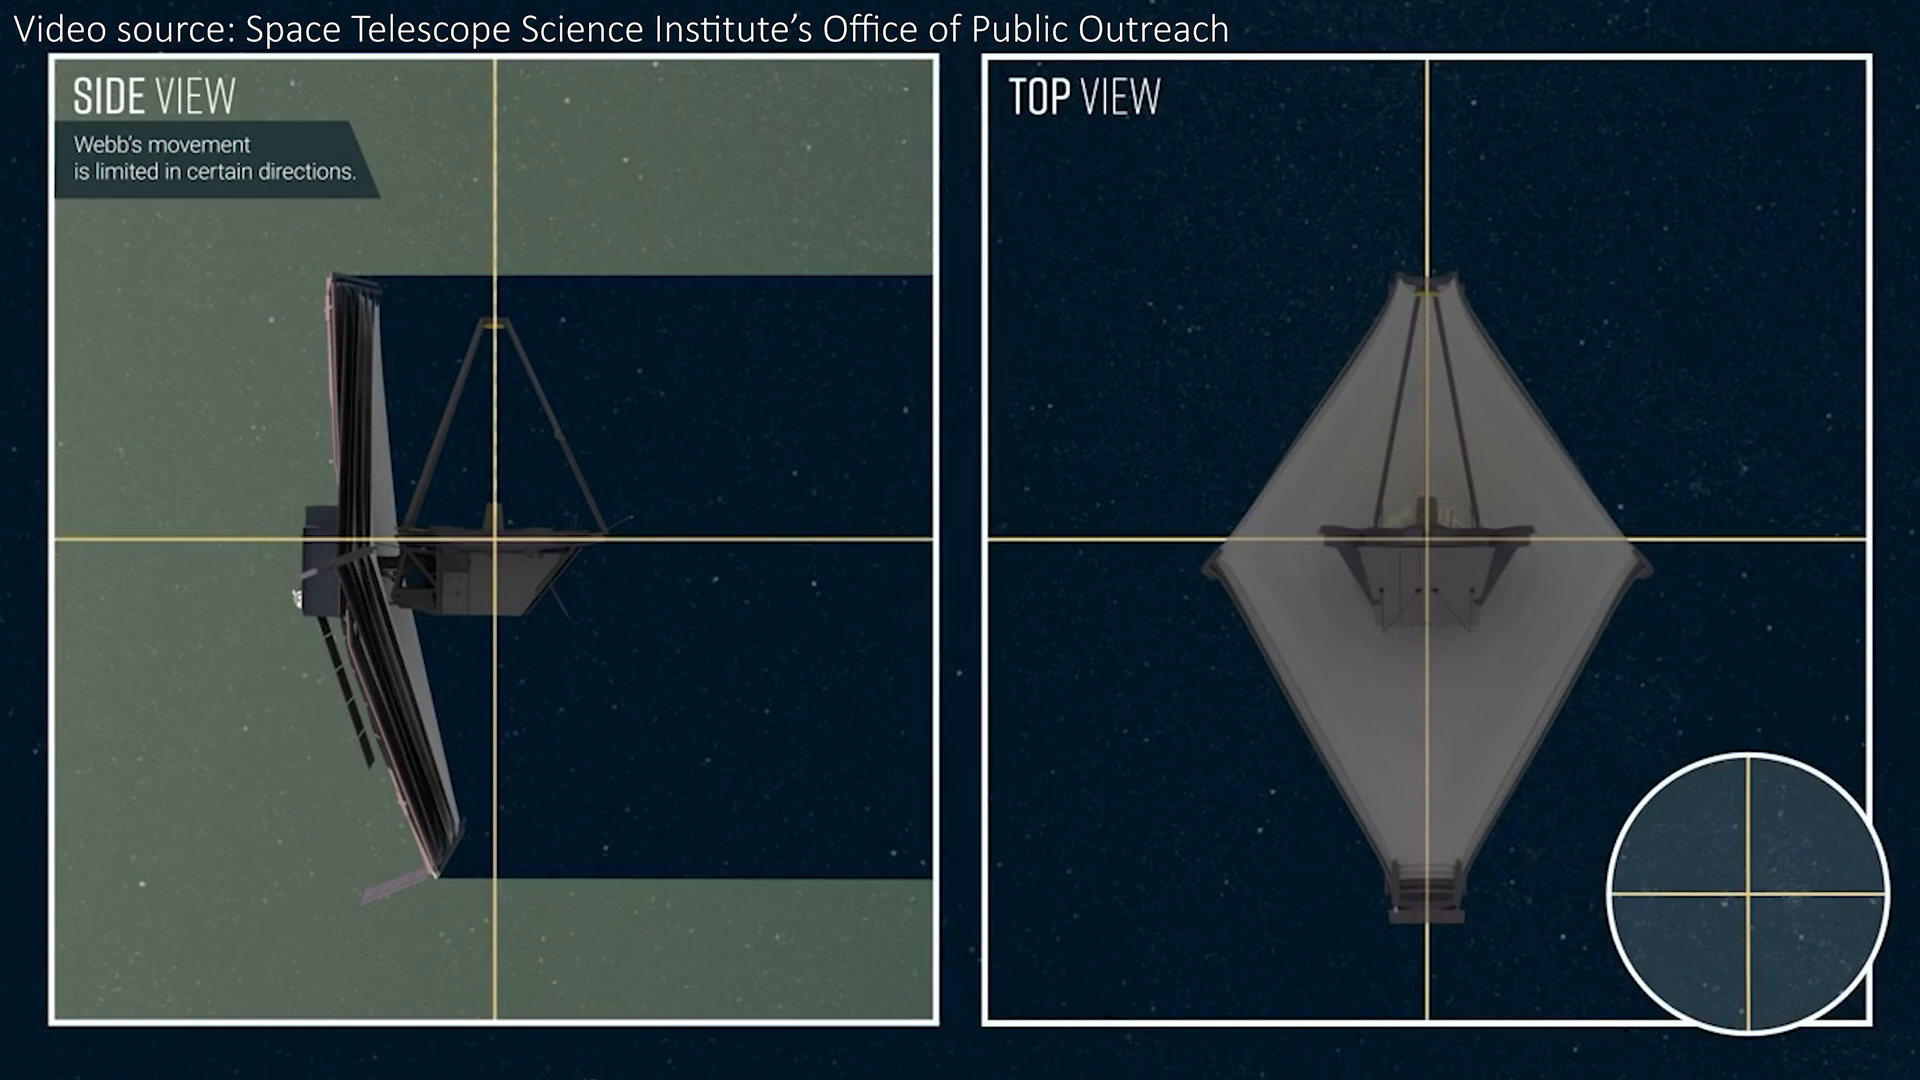 Video source: Space Telescope Science Institute’s Office of Public Outreach
SIDE VIEW
Webb's movement
is limited in certain directions.
TOP VIEW